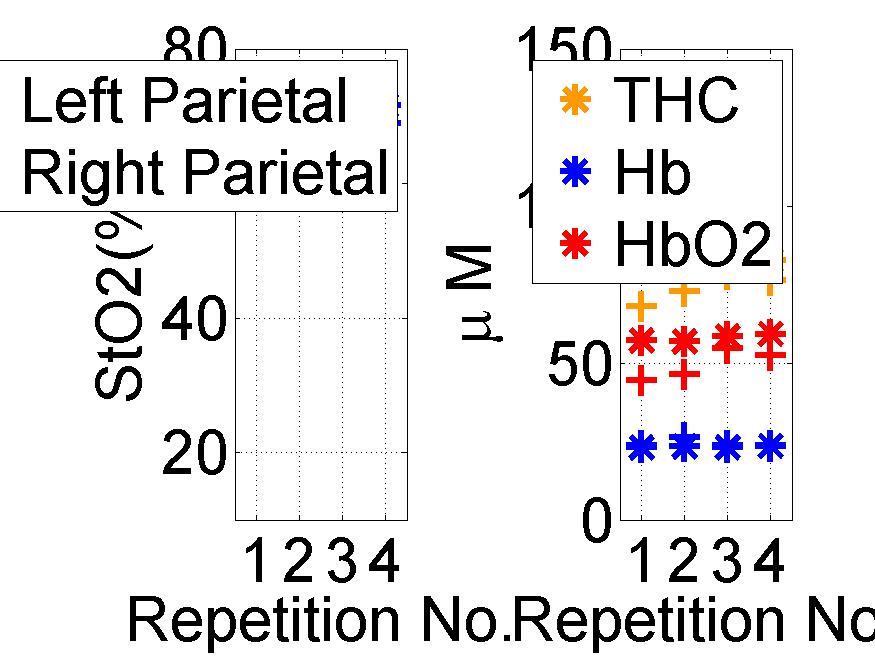 80
Left Parietal
Right Parietal
StO2(%
40
20
1 2 3 4
Repetition No.
150
THC
Hb
HbO2
μ M
50
0
1 2 3 4
Repetition No